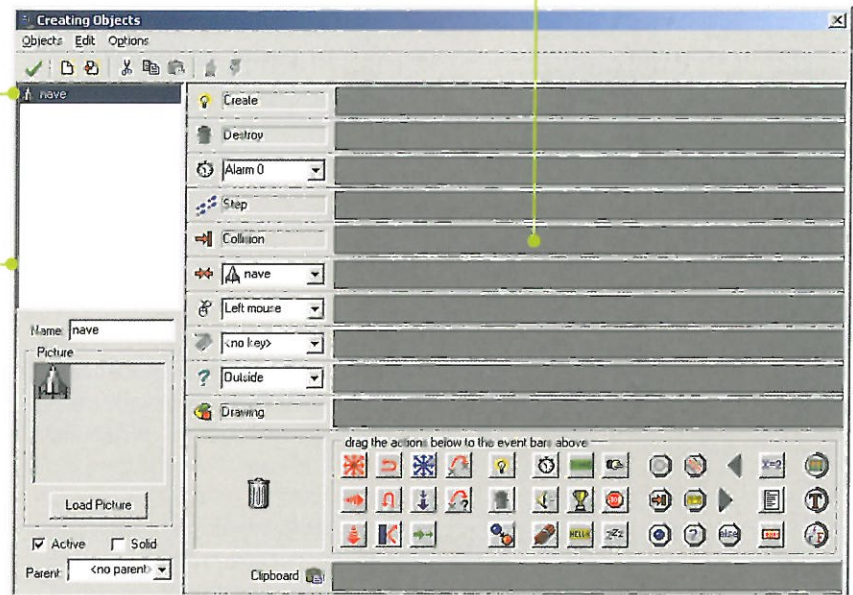 Creating Objects
Objects Edit Options
nave
Create
Destroy
Alarm 0
Step
Collision
nave
Left mouse
<no key>
Outside
Drawing
Name: nave
Picture
Load Picture
Active Solid
Parent: <no parent>
drag the actions below to the event bars above
X=2
STOP
T
HELLO
zZz
?
else
F
Clipboard